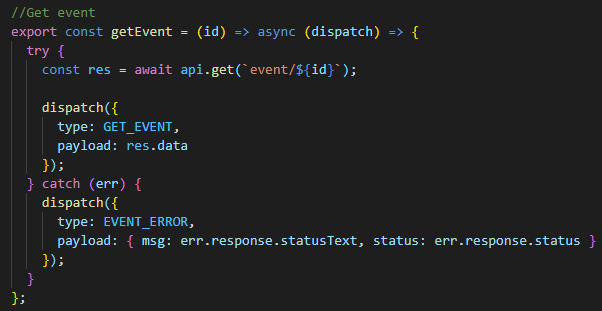 //Get event
export const getEvent = (id) => async (dispatch) => {
  try {
    const res = await api.get(`event/${id}`);

    dispatch({
      type: GET_EVENT,
      payload: res.data
    });
  } catch (err) {
    dispatch({
      type: EVENT_ERROR,
      payload: { msg: err.response.statusText, status: err.response.status }
    });
  }
};